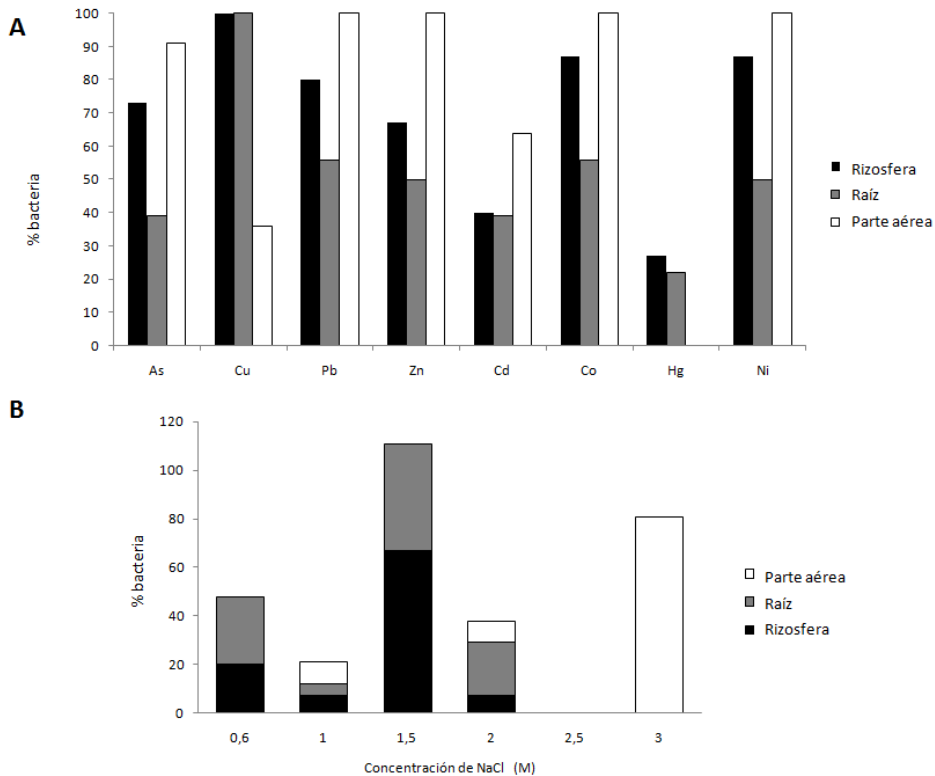 A
% bacteria
100
90
80
70
60
50
40
30
20
10
0
As Cu Pb Zn Cd Co Hg Ni
Rizosfera
Raíz
Parte aérea
B
% bacteria
120
100
80
60
40
20
0
0,6 1 1,5 2 2,5 3
Concentración de NaCl (M)
Parte aérea
Raíz
Rizosfera